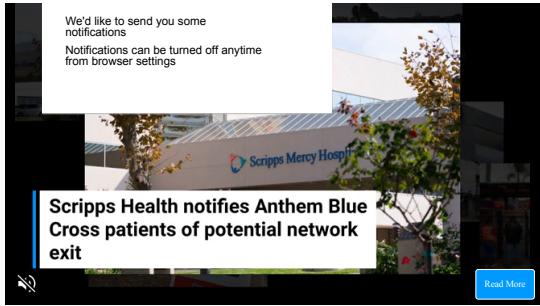 We'd like to send you some
notifications
Notifications can be turned off anytime
from browser settings
Scripps Mercy Hospi
Scripps Health notifies Anthem Blue
Cross patients of potential network
exit
Read More